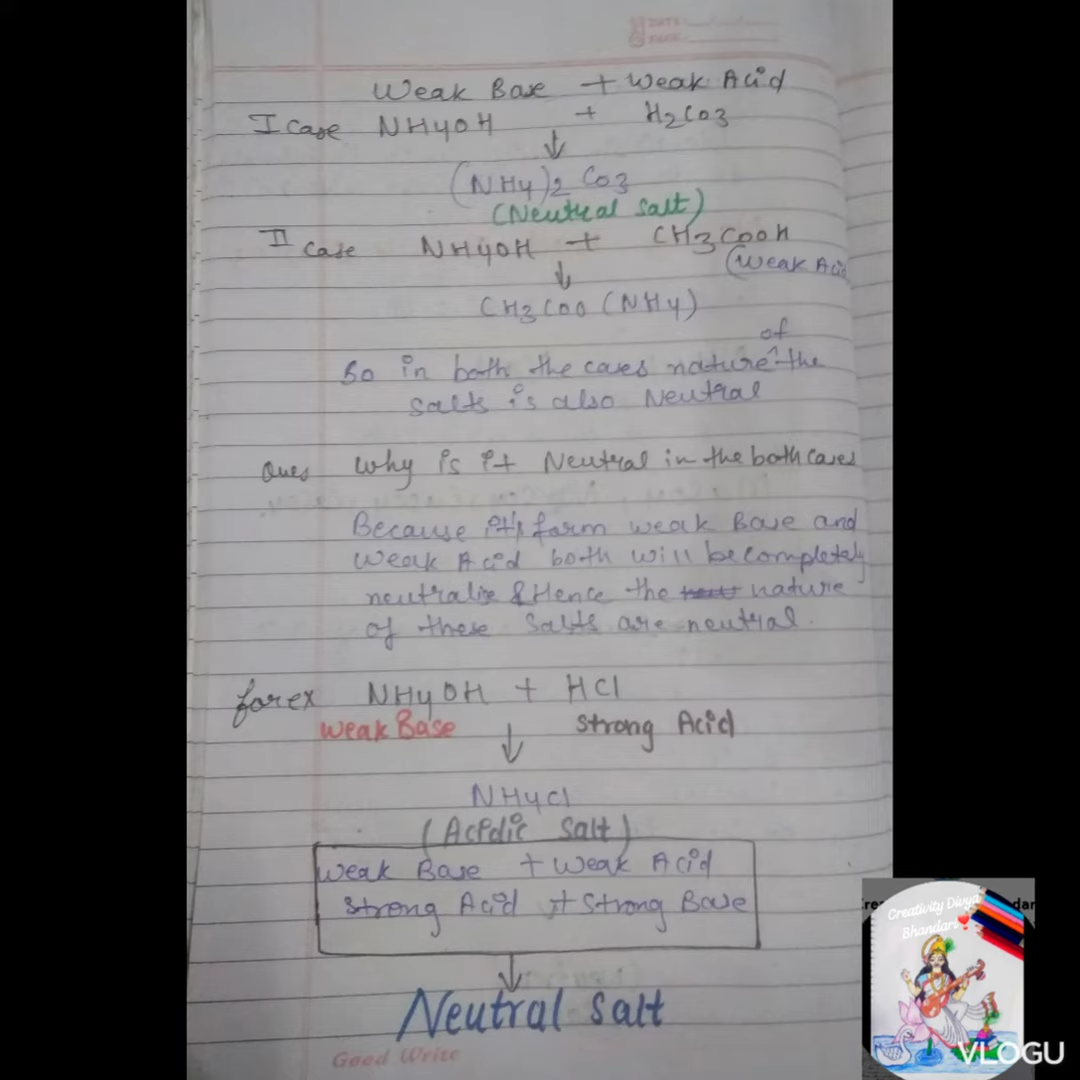 DATE:
PAGE:
Weak Base + Weak Acid
I case NH4OH + H2CO3
↓
(NH4)2 CO3
(Neutral salt)
II case NH4OH + CH3COOH
(Weak Acid
↓
CH3COO (NH4)
of
So in both the cases nature ^ the
salts is also Neutral
Ques Why is it Neutral in the both cases
Because it, form weak Base and
Weak Acid both will be completely
neutralise & Hence the nature
of these Salts are neutral.
for ex NH4OH + HCl
Weak Base ↓ Strong Acid
NH4Cl
(Acidic Salt)
Weak Base + Weak Acid
Strong Acid + Strong Base
↓
Neutral salt
Good Write
Creativity Divya
Bhandari
VLOGU